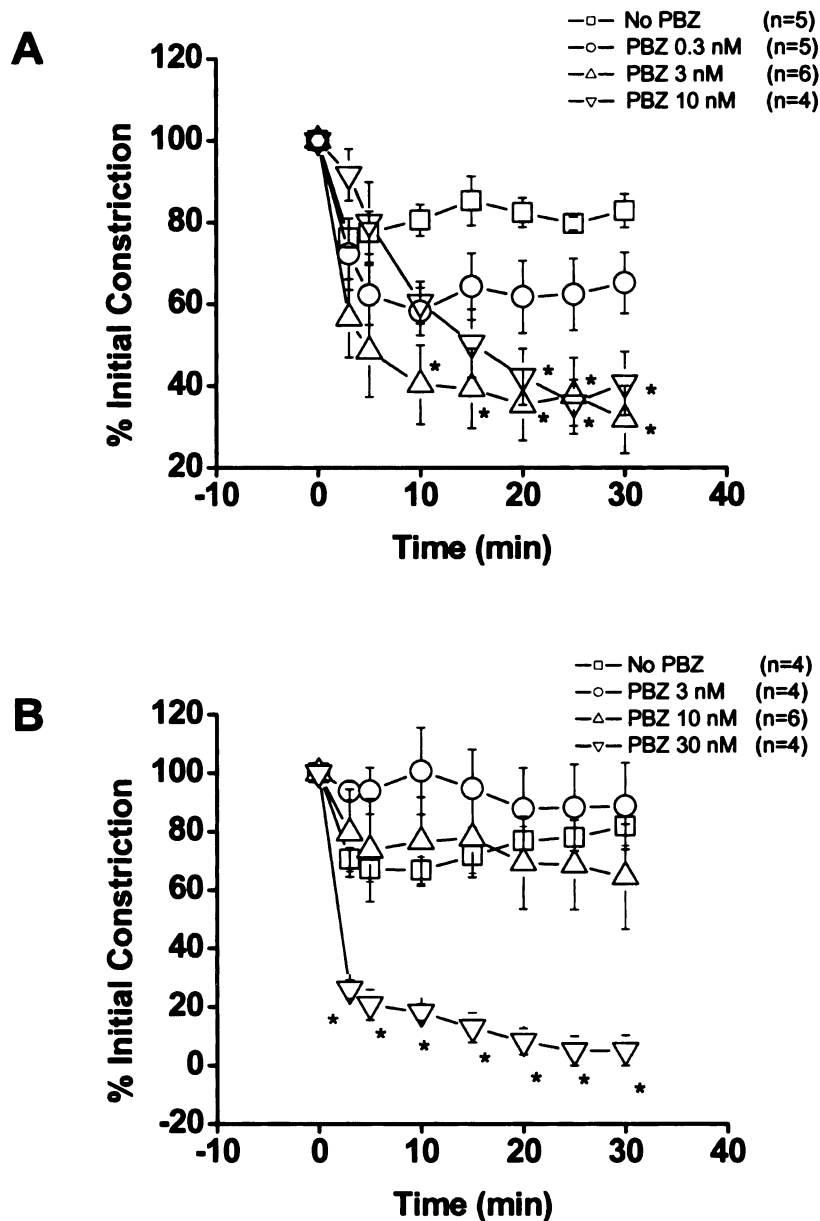 A
No PBZ (n=5)
PBZ 0.3 nM (n=5)
PBZ 3 nM (n=6)
PBZ 10 nM (n=4)
% Initial Constriction
120
100
80
60
40
20
* * * * * * * * *
-10 0 10 20 30 40
Time (min)
B
No PBZ (n=4)
PBZ 3 nM (n=4)
PBZ 10 nM (n=6)
PBZ 30 nM (n=4)
% Initial Constriction
120
100
80
60
40
20
0
-20
* * * * * * *
-10 0 10 20 30 40
Time (min)